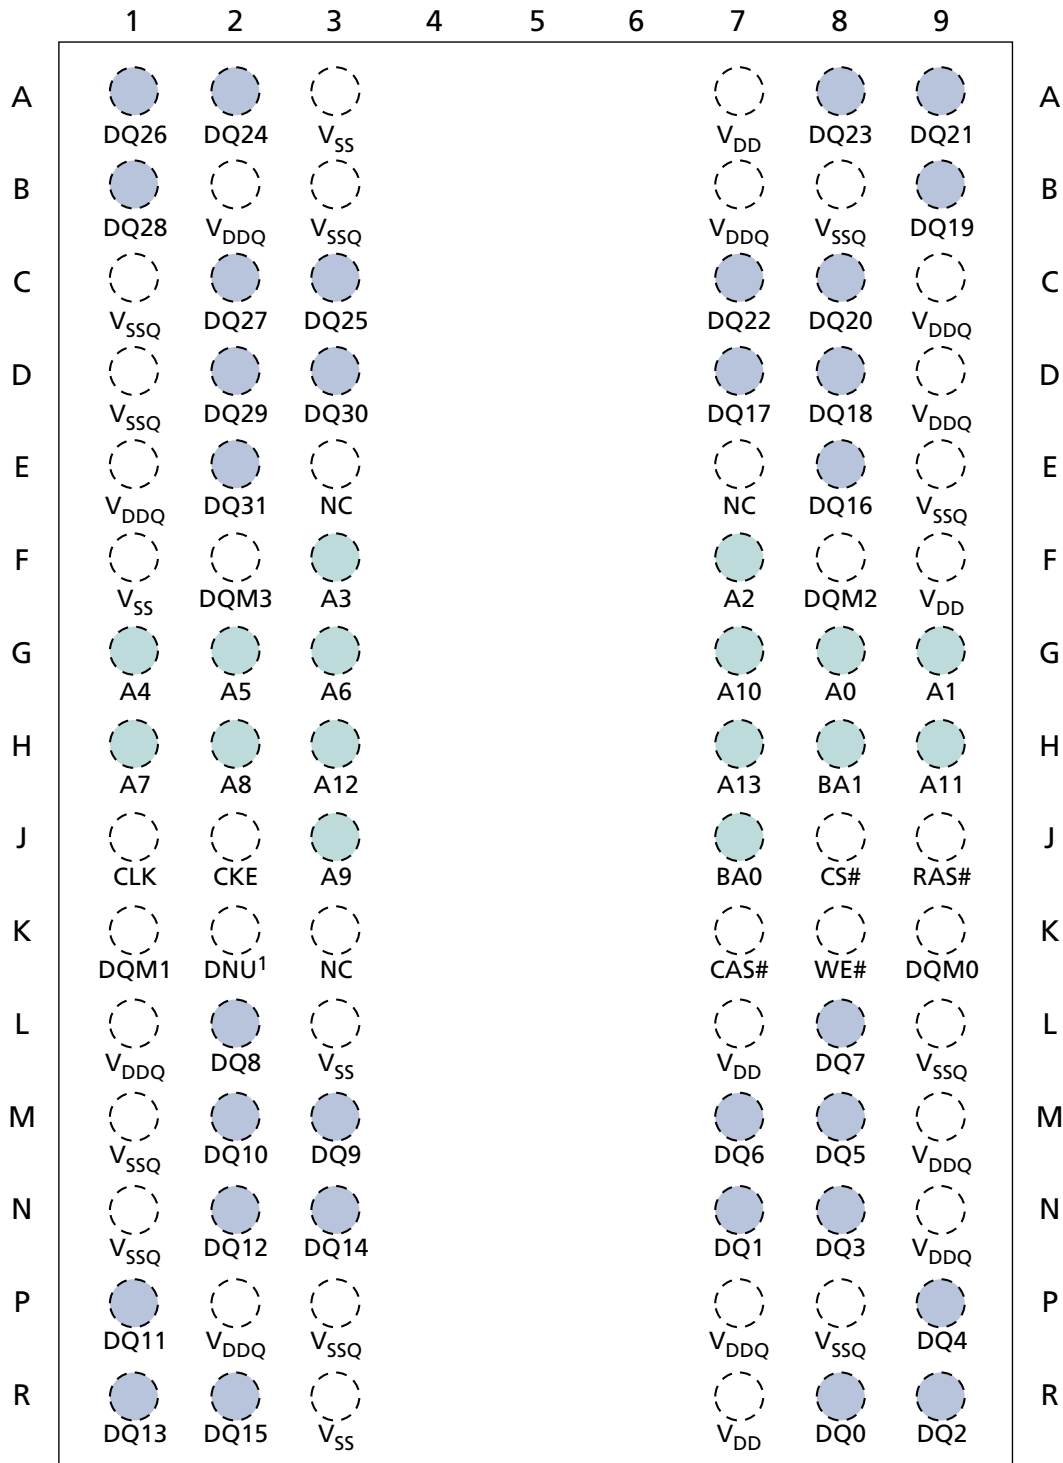 1 2 3 4 5 6 7 8 9
A A
DQ26 DQ24 VSS VDD DQ23 DQ21
B B
DQ28 VDDQ VSSQ VDDQ VSSQ DQ19
C C
VSSQ DQ27 DQ25 DQ22 DQ20 VDDQ
D D
VSSQ DQ29 DQ30 DQ17 DQ18 VDDQ
E E
VDDQ DQ31 NC NC DQ16 VSSQ
F F
VSS DQM3 A3 A2 DQM2 VDD
G G
A4 A5 A6 A10 A0 A1
H H
A7 A8 A12 A13 BA1 A11
J J
CLK CKE A9 BA0 CS# RAS#
K K
DQM1 DNU1 NC CAS# WE# DQM0
L L
VDDQ DQ8 VSS VDD DQ7 VSSQ
M M
VSSQ DQ10 DQ9 DQ6 DQ5 VDDQ
N N
VSSQ DQ12 DQ14 DQ1 DQ3 VDDQ
P P
DQ11 VDDQ VSSQ VDDQ VSSQ DQ4
R R
DQ13 DQ15 VSS VDD DQ0 DQ2